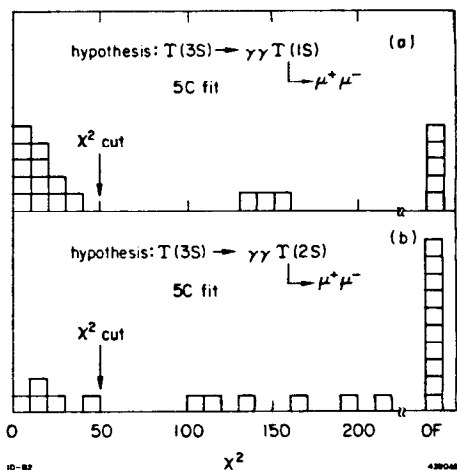 (a)
hypothesis: Υ(3S) → γγ Υ(1S)
→ μ⁺ μ⁻
5C fit
χ² cut
(b)
hypothesis: Υ(3S) → γγ Υ(2S)
→ μ⁺ μ⁻
5C fit
χ² cut
0 50 100 150 200 OF
10-82
χ²